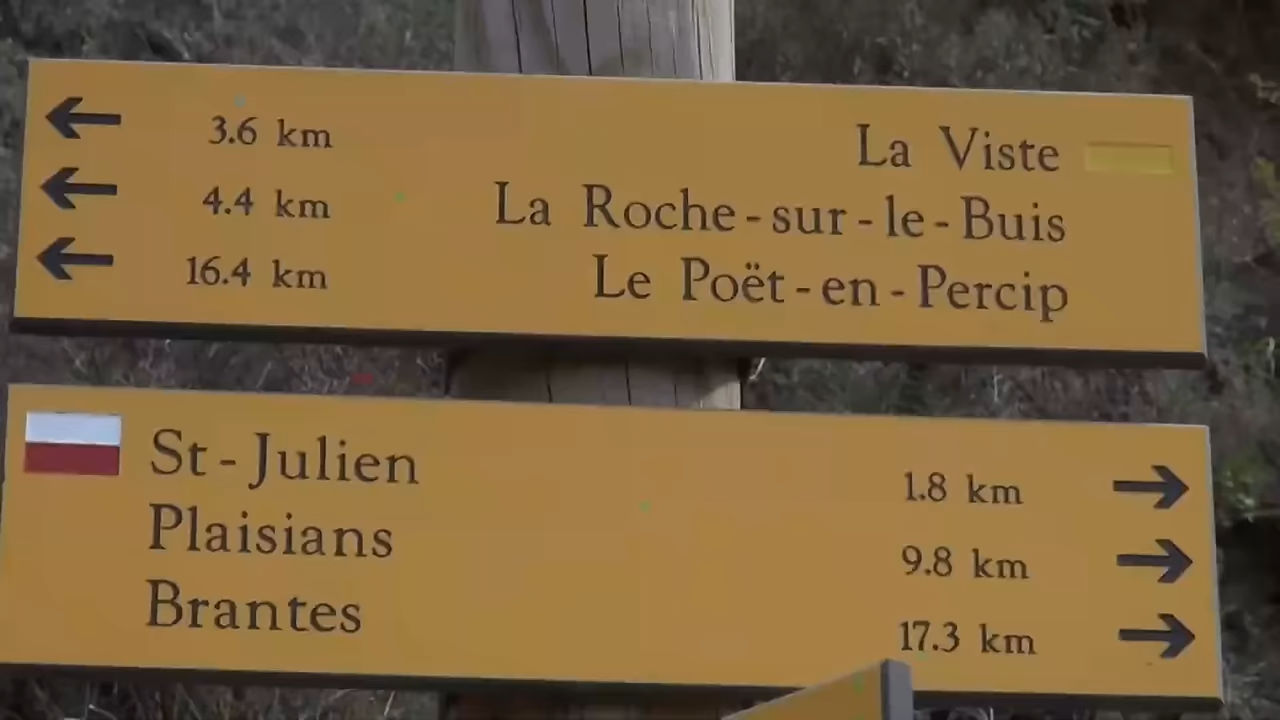 3.6 km La Viste
4.4 km La Roche-sur-le-Buis
16.4 km Le Poët-en-Percip
St-Julien 1.8 km
Plaisians 9.8 km
Brantes 17.3 km